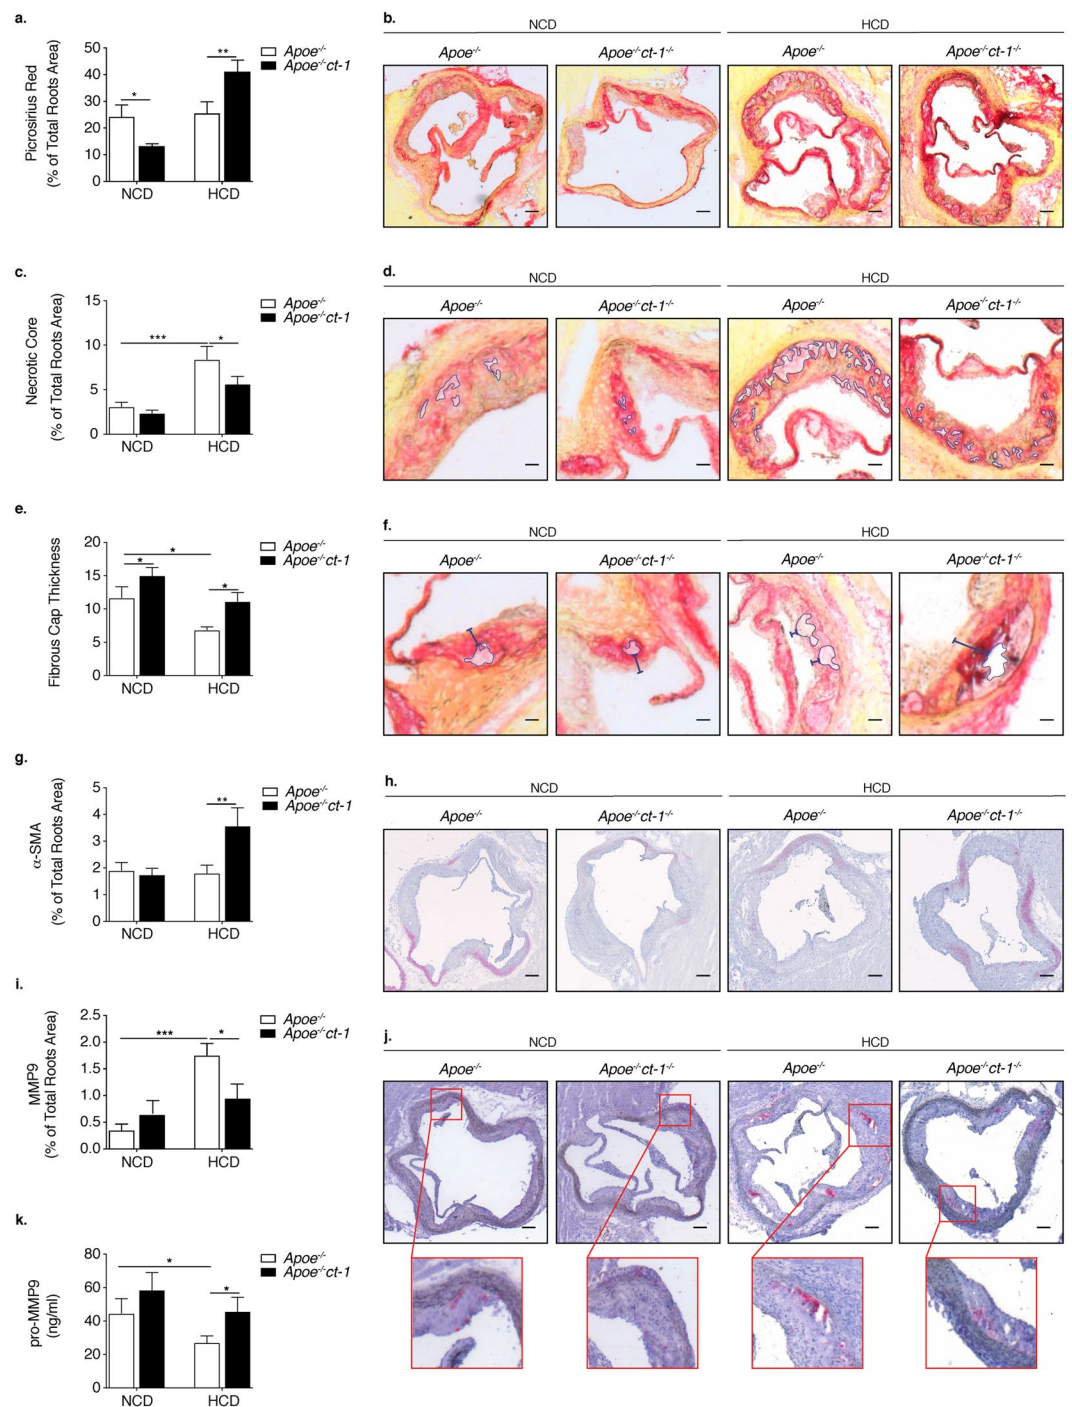 a.
Picrosirius Red
(% of Total Roots Area)
50
40
30
20
10
0
*
**
NCD
HCD
Apoe-/-
Apoe-/-ct-1
b.
NCD
HCD
Apoe-/-
Apoe-/-ct-1-/-
Apoe-/-
Apoe-/-ct-1-/-
c.
Necrotic Core
(% of Total Roots Area)
15
10
5
0
***
*
NCD
HCD
Apoe-/-
Apoe-/-ct-1
d.
NCD
HCD
Apoe-/-
Apoe-/-ct-1-/-
Apoe-/-
Apoe-/-ct-1-/-
e.
Fibrous Cap Thickness
20
15
10
5
0
*
*
*
NCD
HCD
Apoe-/-
Apoe-/-ct-1
f.
NCD
HCD
Apoe-/-
Apoe-/-ct-1-/-
Apoe-/-
Apoe-/-ct-1-/-
g.
α-SMA
(% of Total Roots Area)
5
4
3
2
1
0
**
NCD
HCD
Apoe-/-
Apoe-/-ct-1
h.
NCD
HCD
Apoe-/-
Apoe-/-ct-1-/-
Apoe-/-
Apoe-/-ct-1-/-
i.
MMP9
(% of Total Roots Area)
2.5
2.0
1.5
1.0
0.5
0.0
***
*
NCD
HCD
Apoe-/-
Apoe-/-ct-1
j.
NCD
HCD
Apoe-/-
Apoe-/-ct-1-/-
Apoe-/-
Apoe-/-ct-1-/-
k.
pro-MMP9
(ng/ml)
80
60
40
20
0
*
*
NCD
HCD
Apoe-/-
Apoe-/-ct-1